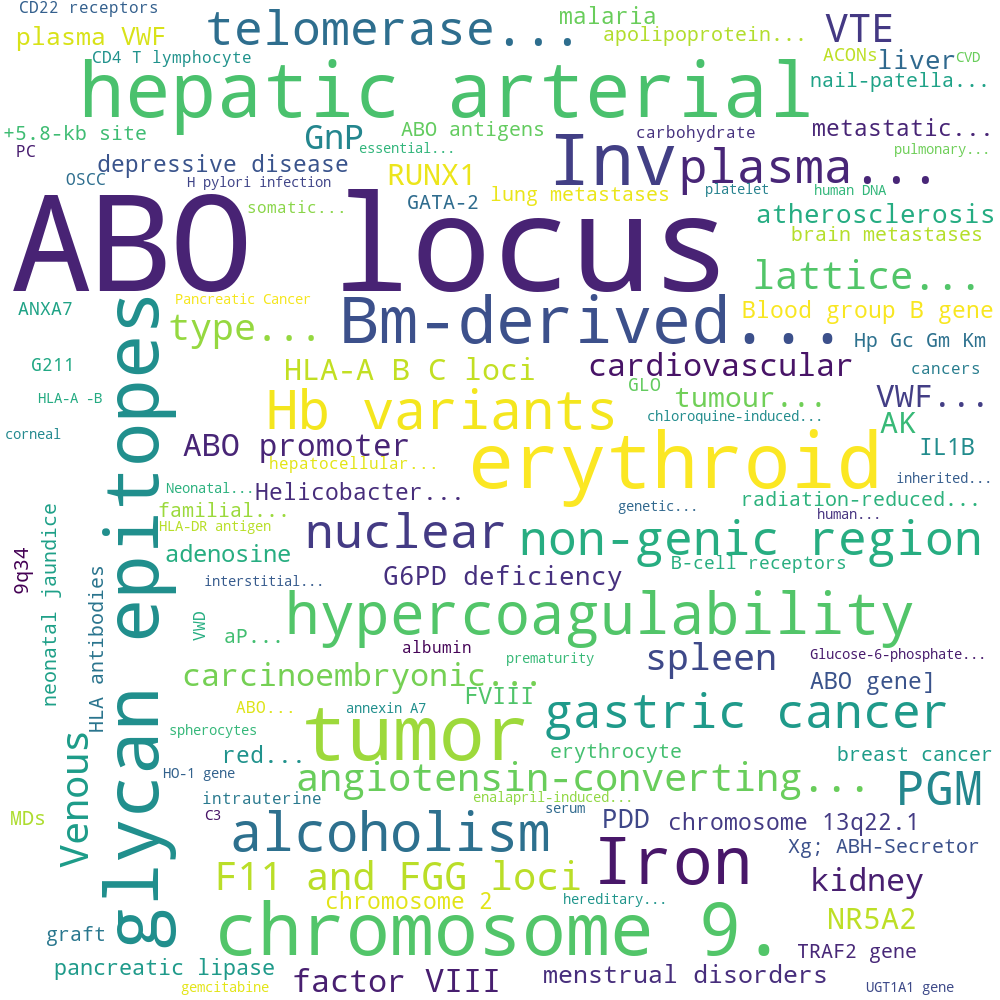 CD22 receptors
telomerase...
malaria
VTE
plasma VWF
apolipoprotein...
CD4 T lymphocyte
ACONs
liver
CVD
hepatic arterial
nail-patella...
+5.8-kb site
GnP
ABO antigens
carbohydrate
metastatic...
PC
essential...
Inv
plasma...
pulmonary...
depressive disease
OSCC
H pylori infection
RUNX1
lung metastases
platelet
human DNA
ABO locus
somatic...
GATA-2
atherosclerosis
brain metastases
lattice...
ANXA7
Pancreatic Cancer
type...
Bm-derived...
Blood group B gene
Hp Gc Gm Km
G211
HLA-A B C loci
cardiovascular
cancers
HLA-A -B
GLO
tumour...
VWF...
Hb variants
chloroquine-induced...
AK
corneal
ABO promoter
erythroid
IL1B
hepatocellular...
inherited...
Neonatal...
Helicobacter...
radiation-reduced...
familial...
genetic...
human...
HLA-DR antigen
nuclear
non-genic region
glycan epitopes
9q34
neonatal jaundice
HLA antibodies
adenosine
B-cell receptors
interstitial...
G6PD deficiency
hypercoagulability
VWD
aP...
albumin
prematurity
spleen
Glucose-6-phosphate...
carcinoembryonic...
ABO gene]
FVIII
ABO...
annexin A7
gastric cancer
spherocytes
tumor
Venous
red...
erythrocyte
breast cancer
HO-1 gene
angiotensin-converting...
PGM
intrauterine
enalapril-induced...
MDs
C3
serum
alcoholism
PDD
chromosome 13q22.1
Xg; ABH-Secretor
F11 and FGG loci
Iron
kidney
chromosome 2
hereditary...
chromosome 9.
NR5A2
graft
TRAF2 gene
pancreatic lipase
factor VIII
menstrual disorders
gemcitabine
UGT1A1 gene